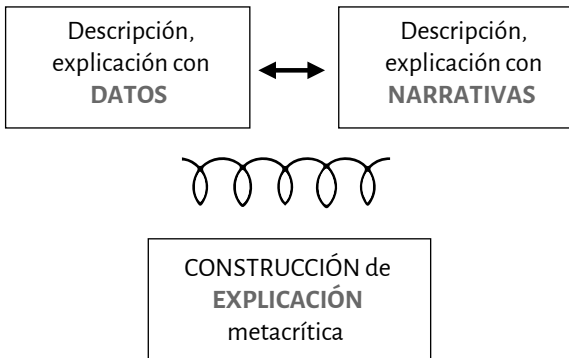 Descripción,
explicación con
DATOS
Descripción,
explicación con
NARRATIVAS
CONSTRUCCIÓN de
EXPLICACIÓN
metacrítica